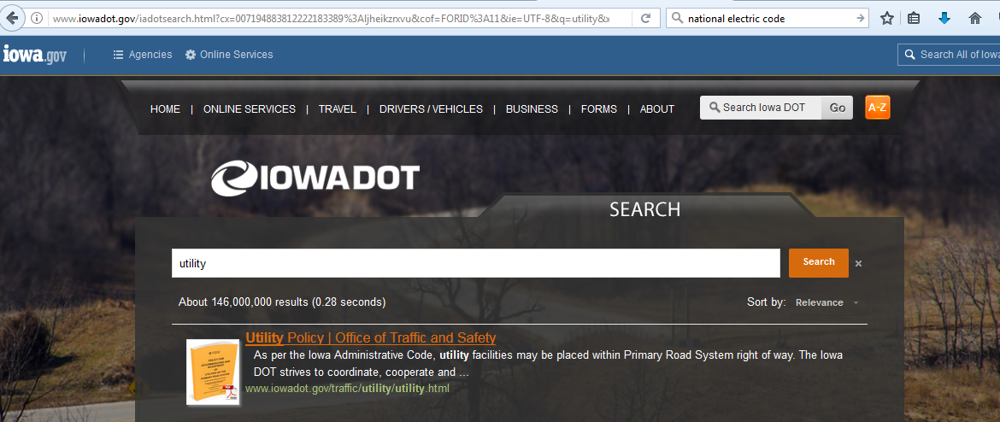 www.iowadot.gov/iadotsearch.html?cx=007194883812222183389%3Aljheikznxvu&cof=FORID%3A11&ie=UTF-8&q=utility&x
national electric code
iowa.gov
Agencies
Online Services
Search All of Iowa
HOME | ONLINE SERVICES | TRAVEL | DRIVERS / VEHICLES | BUSINESS | FORMS | ABOUT
Search Iowa DOT
Go
A-Z
IOWADOT
SEARCH
utility
Search
×
About 146,000,000 results (0.28 seconds)
Sort by: Relevance
Utility Policy | Office of Traffic and Safety
As per the Iowa Administrative Code, utility facilities may be placed within Primary Road System right of way. The Iowa
DOT strives to coordinate, cooperate and ...
www.iowadot.gov/traffic/utility/utility.html